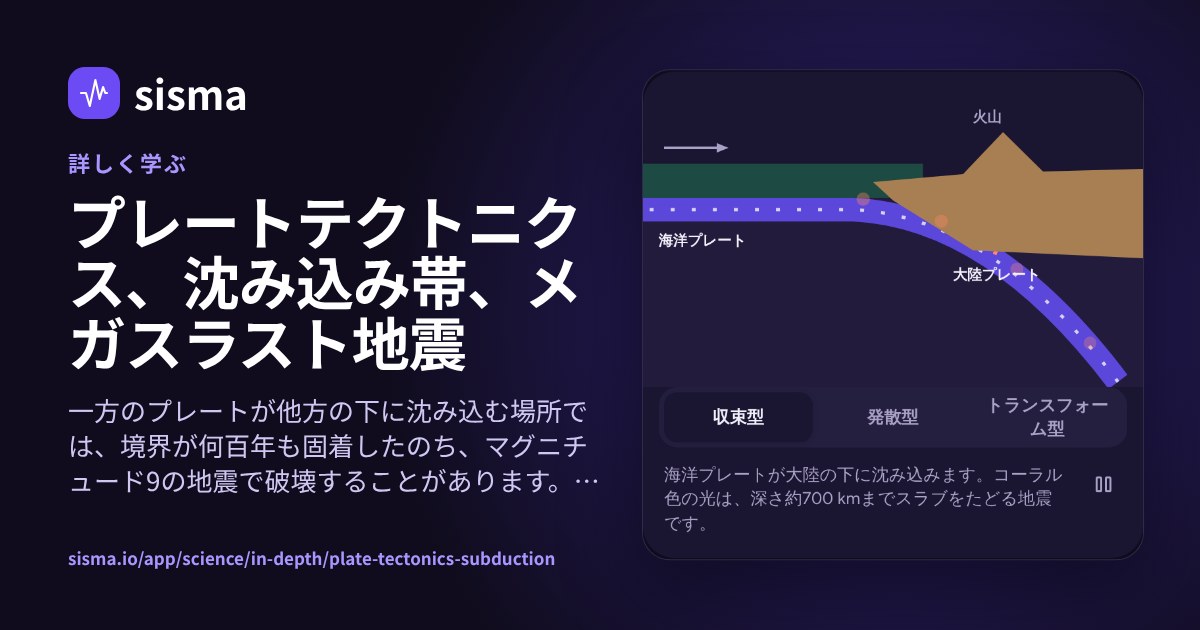 sisma
詳しく学ぶ
プレートテクトニク
ス、沈み込み帯、メ
ガスラスト地震
一方のプレートが他方の下に沈み込む場所で
は、境界が何百年も固着したのち、マグニチ
ュード9の地震で破壊することがあります。…
sisma.io/app/science/in-depth/plate-tectonics-subduction
火山
海洋プレート
大陸プレート
収束型
発散型
トランスフォー
ム型
海洋プレートが大陸の下に沈み込みます。コーラル
色の光は、深さ約700 kmまでスラブをたどる地震
です。